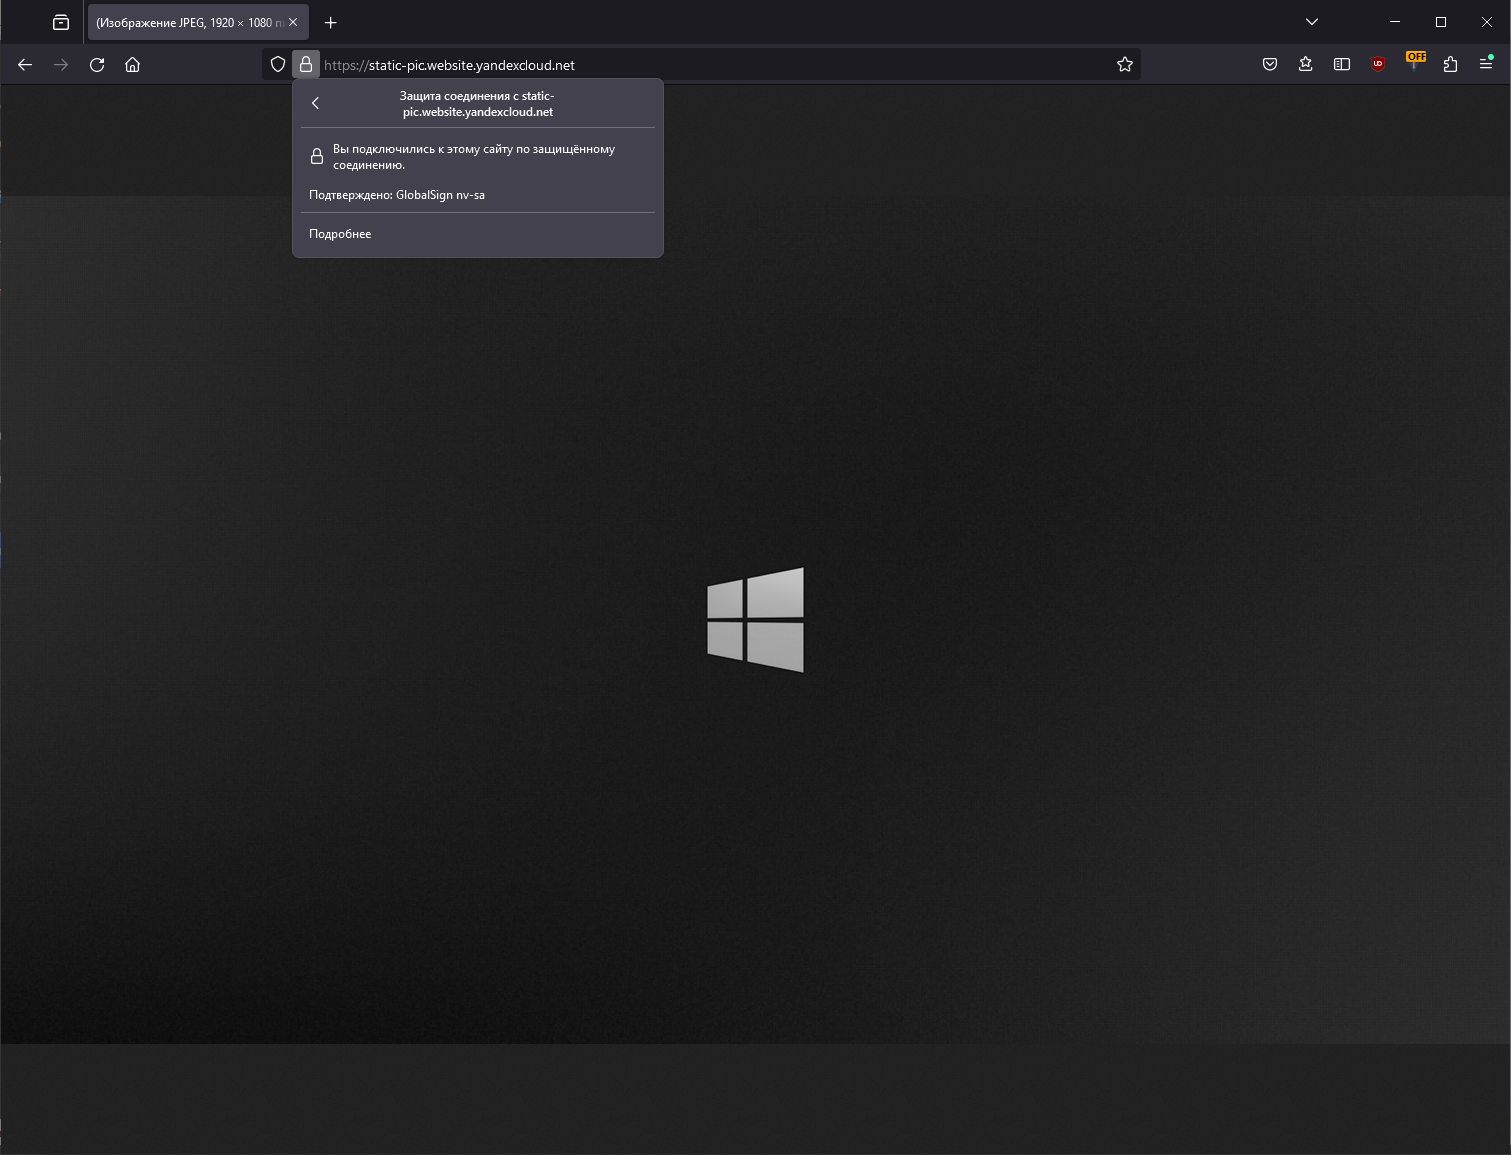 (Изображение JPEG, 1920 × 1080
OFF
https://static-pic.website.yandexcloud.net
Защита соединения с static-
pic.website.yandexcloud.net
Вы подключились к этому сайту по защищённому
соединению.
Подтверждено: GlobalSign nv-sa
Подробнее